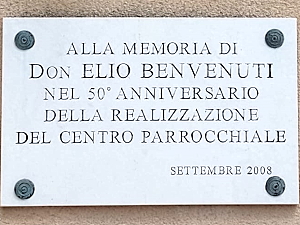 ALLA MEMORIA DI
DON ELIO BENVENUTI
NEL 50° ANNIVERSARIO
DELLA REALIZZAZIONE
DEL CENTRO PARROCCHIALE
SETTEMBRE 2008